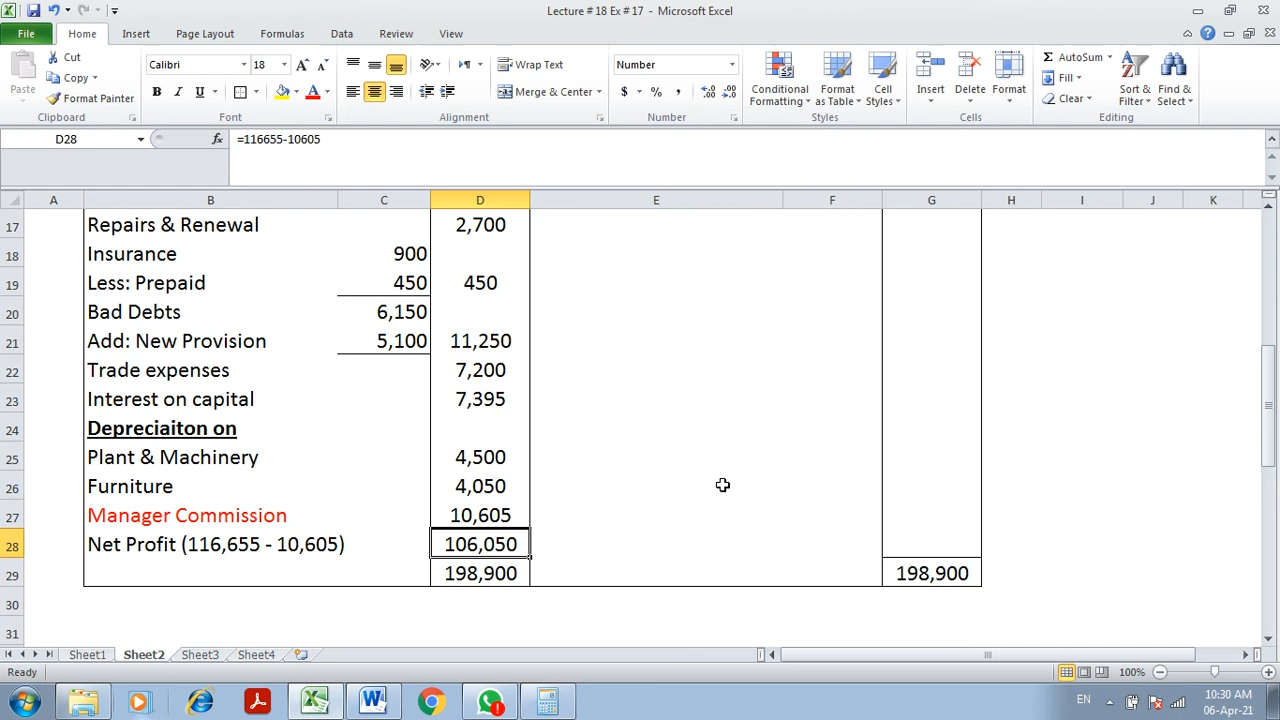 Lecture # 18 Ex # 17 - Microsoft Excel
File Home Insert Page Layout Formulas Data Review View
Paste
Cut
Copy
Format Painter
Clipboard
Calibri 18
B I U
Font
Wrap Text
Merge & Center
Alignment
Number
$ % ,
Number
Conditional Formatting
Format as Table
Cell Styles
Styles
Insert Delete Format
Cells
AutoSum
Fill
Clear
Sort & Filter
Find & Select
Editing
D28 fx =116655-10605
A B C D E F G H I J K
17 Repairs & Renewal 2,700
18 Insurance 900
19 Less: Prepaid 450 450
20 Bad Debts 6,150
21 Add: New Provision 5,100 11,250
22 Trade expenses 7,200
23 Interest on capital 7,395
24 Depreciaiton on
25 Plant & Machinery 4,500
26 Furniture 4,050
27 Manager Commission 10,605
28 Net Profit (116,655 - 10,605) 106,050
29 198,900 198,900
30
31
Sheet1 Sheet2 Sheet3 Sheet4
Ready 100%
EN 10:30 AM
06-Apr-21